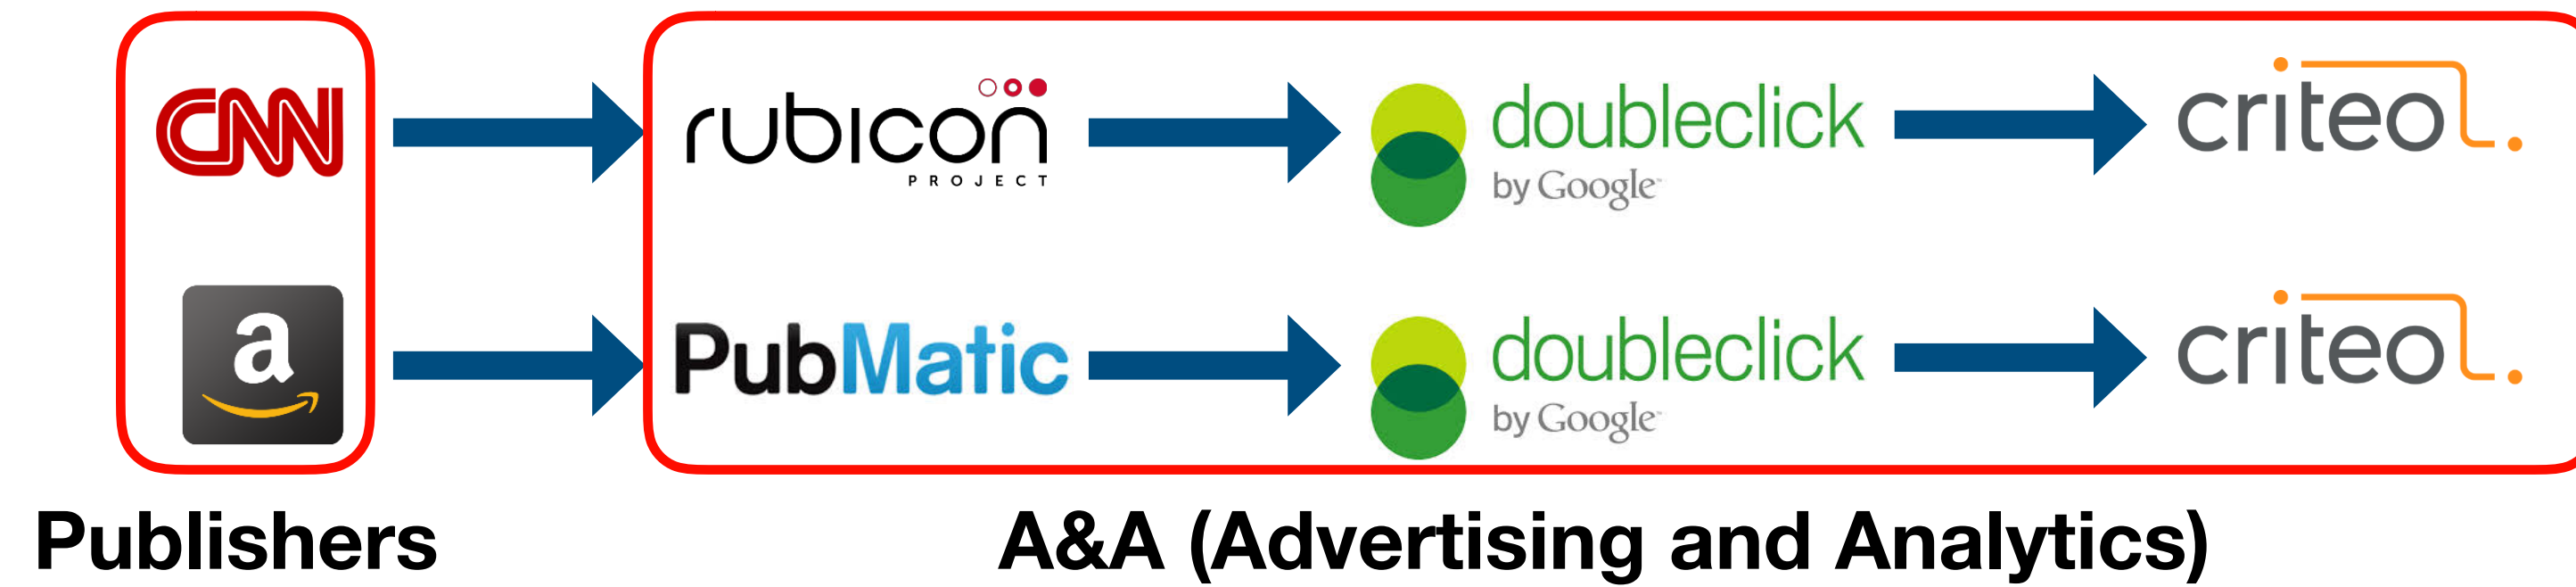 CNN
rubicon
PROJECT
doubleclick
by Google
criteo
a
PubMatic
doubleclick
by Google
criteo
Publishers
A&A (Advertising and Analytics)